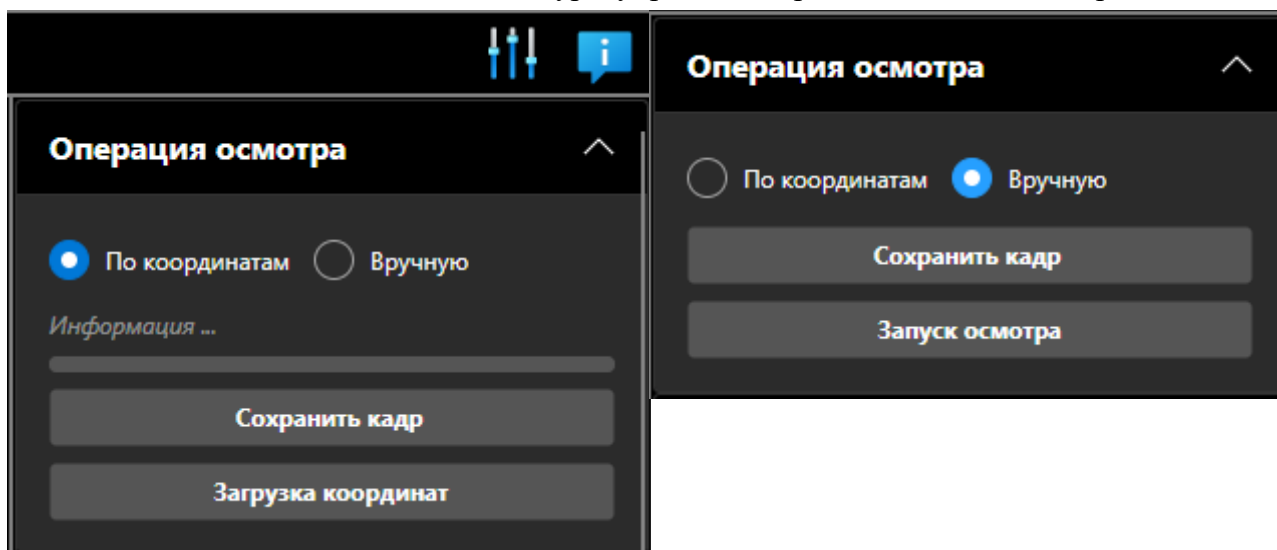 Операция осмотра
По координатам Вручную
Информация ...
Сохранить кадр
Загрузка координат
Операция осмотра
По координатам Вручную
Сохранить кадр
Запуск осмотра